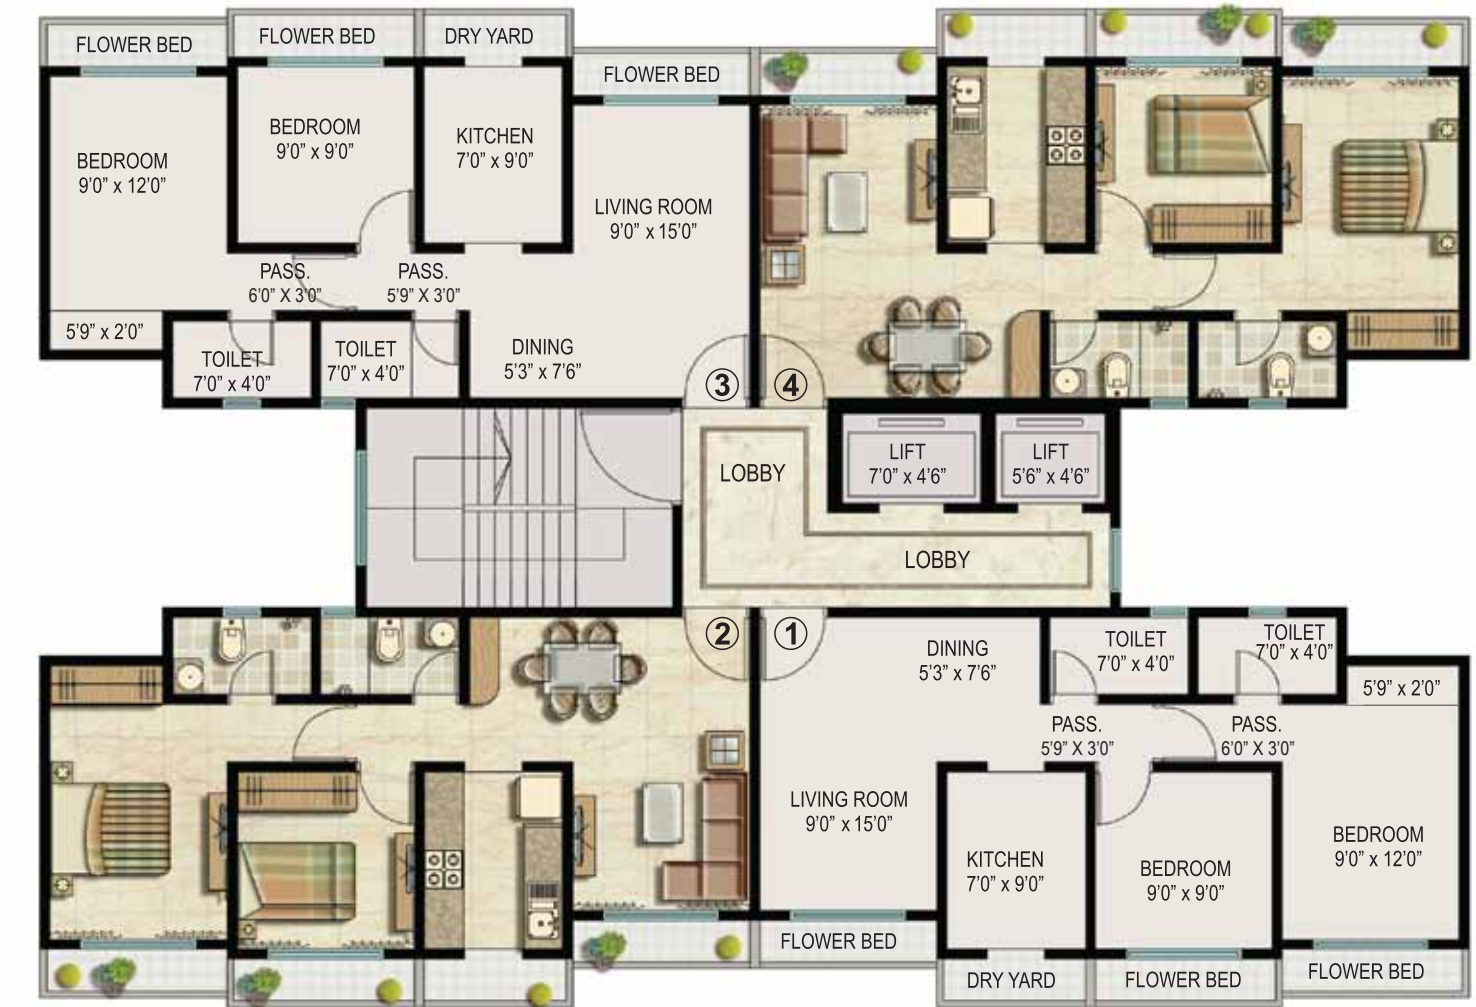 FLOWER BED
FLOWER BED
DRY YARD
FLOWER BED
BEDROOM
9'0" x 12'0"
BEDROOM
9'0" x 9'0"
KITCHEN
7'0" x 9'0"
LIVING ROOM
9'0" x 15'0"
PASS.
6'0" X 3'0"
PASS.
5'9" X 3'0"
5'9" x 2'0"
TOILET
7'0" x 4'0"
TOILET
7'0" x 4'0"
DINING
5'3" x 7'6"
3
4
LOBBY
LIFT
7'0" x 4'6"
LIFT
5'6" x 4'6"
LOBBY
2
1
DINING
5'3" x 7'6"
TOILET
7'0" x 4'0"
TOILET
7'0" x 4'0"
5'9" x 2'0"
PASS.
5'9" X 3'0"
PASS.
6'0" X 3'0"
LIVING ROOM
9'0" x 15'0"
KITCHEN
7'0" x 9'0"
BEDROOM
9'0" x 9'0"
BEDROOM
9'0" x 12'0"
FLOWER BED
DRY YARD
FLOWER BED
FLOWER BED